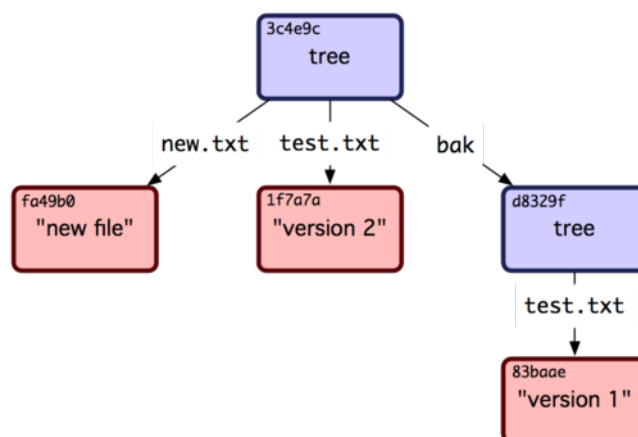 3c4e9c
tree
new.txt
test.txt
bak
fa49b0
"new file"
1f7a7a
"version 2"
d8329f
tree
test.txt
83baae
"version 1"